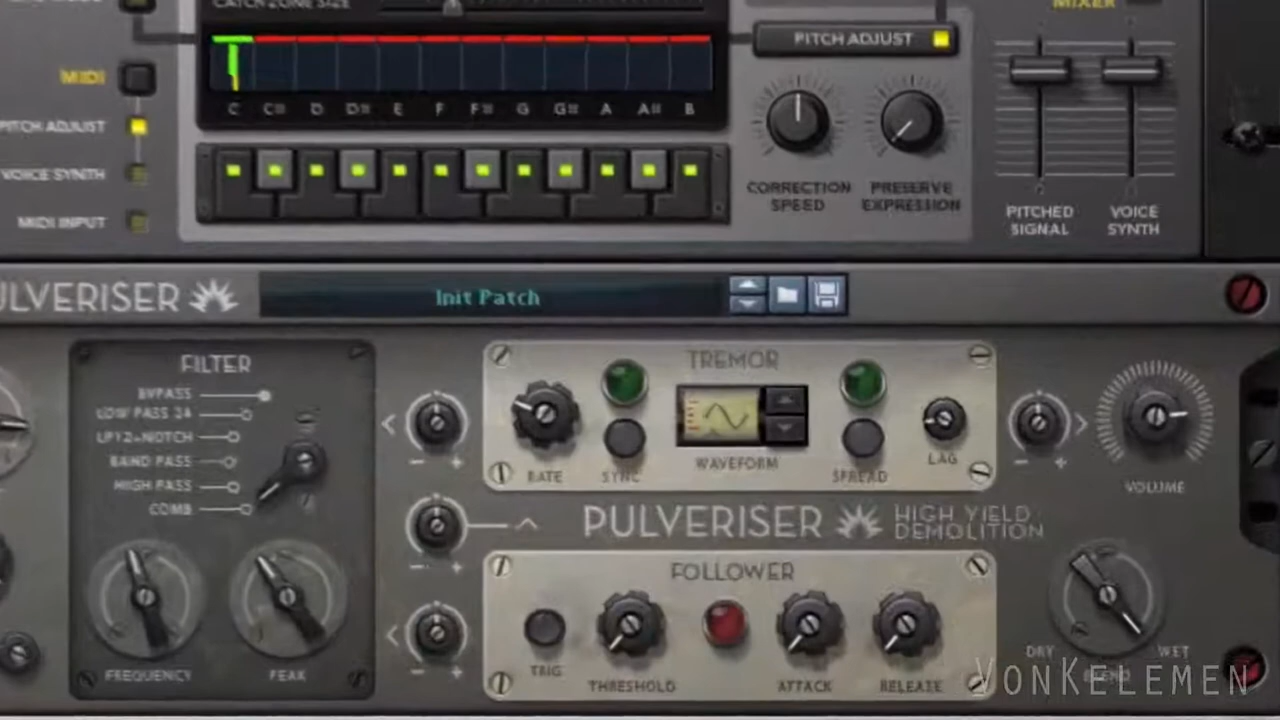 CATCH ZONE SIZE
MIXER
PITCH ADJUST
MIDI
C C# D D# E F F# G G# A A# B
PITCH ADJUST
VOICE SYNTH
MIDI INPUT
CORRECTION SPEED
PRESERVE EXPRESSION
PITCHED SIGNAL
VOICE SYNTH
ULVERISER
Init Patch
FILTER
BYPASS
LOW PASS 24
LP12+NOTCH
BAND PASS
HIGH PASS
COMB
FREQUENCY
PEAK
TREMOR
RATE
SYNC
WAVEFORM
SPREAD
LAG
VOLUME
PULVERISER
HIGH YIELD
DEMOLITION
FOLLOWER
TRIG
THRESHOLD
ATTACK
RELEASE
DRY
WET
BLEND
VONKELEMEN